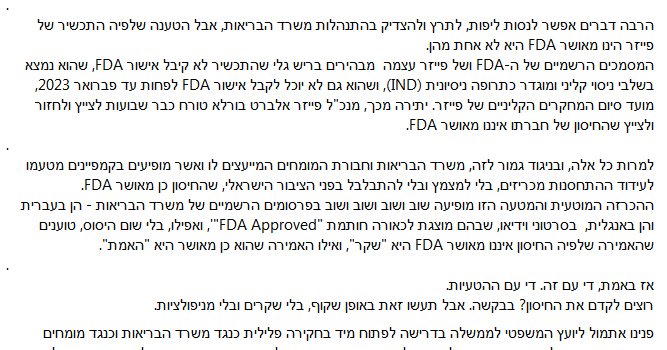 .
הרבה דברים אפשר לנסות ליפות, לתרץ ולהצדיק בהתנהלות משרד הבריאות, אבל הטענה שלפיה התכשיר של
פייזר הינו מאושר FDA היא לא אחת מהן.
המסמכים הרשמיים של ה-FDA ושל פייזר עצמה מבהירים בריש גלי שהתכשיר לא קיבל אישור FDA, שהוא נמצא
בשלבי ניסוי קליני ומוגדר כתרופה ניסיונית (IND), ושהוא גם לא יוכל לקבל אישור FDA לפחות עד פברואר 2023,
מועד סיום המחקרים הקליניים של פייזר. יתירה מכך, מנכ"ל פייזר אלברט בורלא טורח כבר שבועות לצייץ ולחזור
ולצייץ שהחיסון של חברתו איננו מאושר FDA.
.
למרות כל אלה, ובניגוד גמור לזה, משרד הבריאות וחבורת המומחים המייעצים לו ואשר מופיעים בקמפיינים מטעמו
לעידוד ההתחסנות מכריזים, בלי למצמץ ובלי להתבלבל בפני הציבור הישראלי, שהחיסון כן מאושר FDA.
ההכרזה המוטעית והמטעה הזו מופיעה שוב ושוב ושוב ושוב בפרסומים הרשמיים של משרד הבריאות - הן בעברית
והן באנגלית, בסרטוני וידיאו, שבהם מוצגת לכאורה חותמת "FDA Approved"', ואפילו, בלי שום היסוס, טוענים
שהאמירה שלפיה החיסון איננו מאושר FDA היא "שקר", ואילו האמירה שהוא כן מאושר היא "האמת".
.
אז באמת, די עם זה. די עם ההטעיות.
רוצים לקדם את החיסון? בבקשה. אבל תעשו זאת באופן שקוף, בלי שקרים ובלי מניפולציות.
פנינו אתמול ליועץ המשפטי לממשלה בדרישה לפתוח מיד בחקירה פלילית כנגד משרד הבריאות וכנגד מומחים